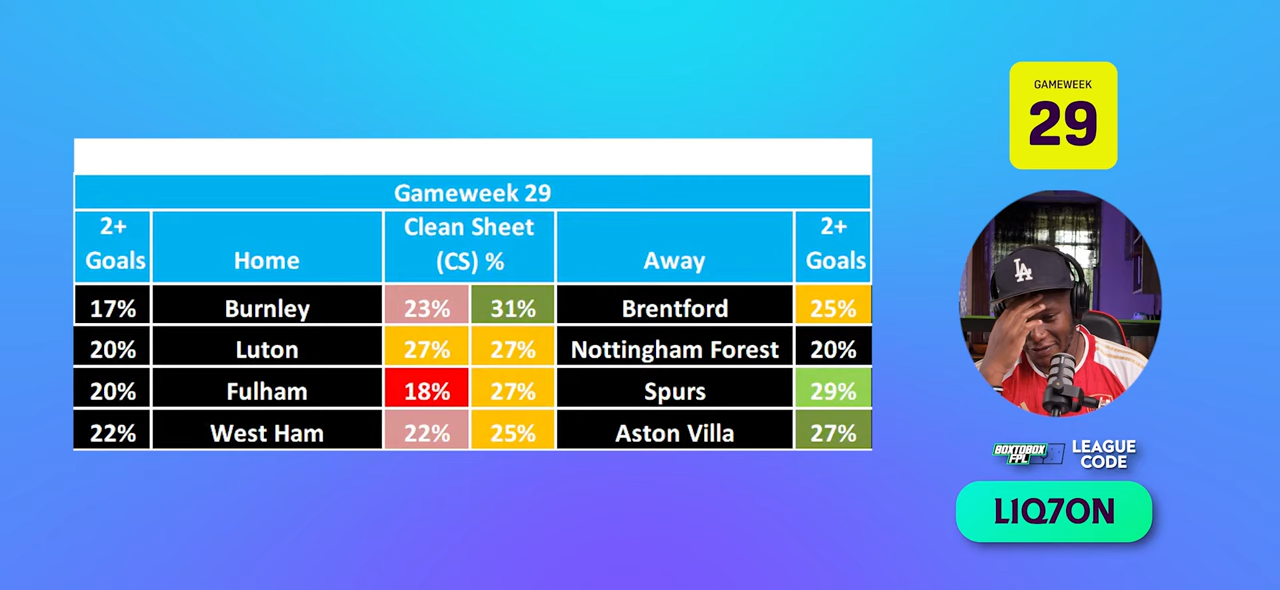 GAMEWEEK
29
Gameweek 29
2+ Goals Home Clean Sheet (CS) % Away 2+ Goals
17% Burnley 23% 31% Brentford 25%
20% Luton 27% 27% Nottingham Forest 20%
20% Fulham 18% 27% Spurs 29%
22% West Ham 22% 25% Aston Villa 27%
LA
BOXTOBOX
FPL
LEAGUE
CODE
L1Q7ON